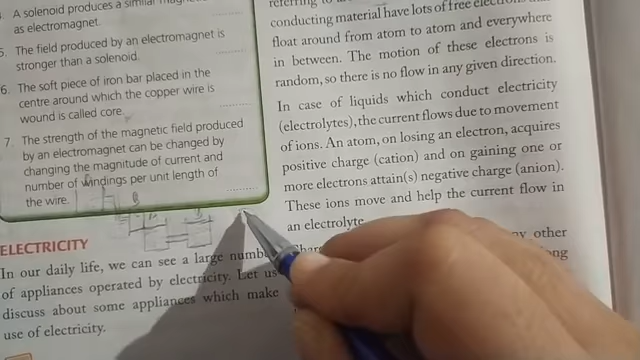 A solenoid produces a similar
as electromagnet.
5. The field produced by an electromagnet is
stronger than a solenoid.
6. The soft piece of iron bar placed in the
centre around which the copper wire is
wound is called core.
7. The strength of the magnetic field produced
by an electromagnet can be changed by
changing the magnitude of current and
number of windings per unit length of
the wire.
ELECTRICITY
In our daily life, we can see a large
of appliances operated by electricity. Let us
discuss about some appliances which make
use of electricity.
referring to
conducting material have lots of free
float around from atom to atom and everywhere
in between. The motion of these electrons is
random, so there is no flow in any given direction.
In case of liquids which conduct electricity
(electrolytes), the current flows due to movement
of ions. An atom, on losing an electron, acquires
positive charge (cation) and on gaining one or
more electrons attain(s) negative charge (anion).
These ions move and help the current flow in
an electrolyte.
other